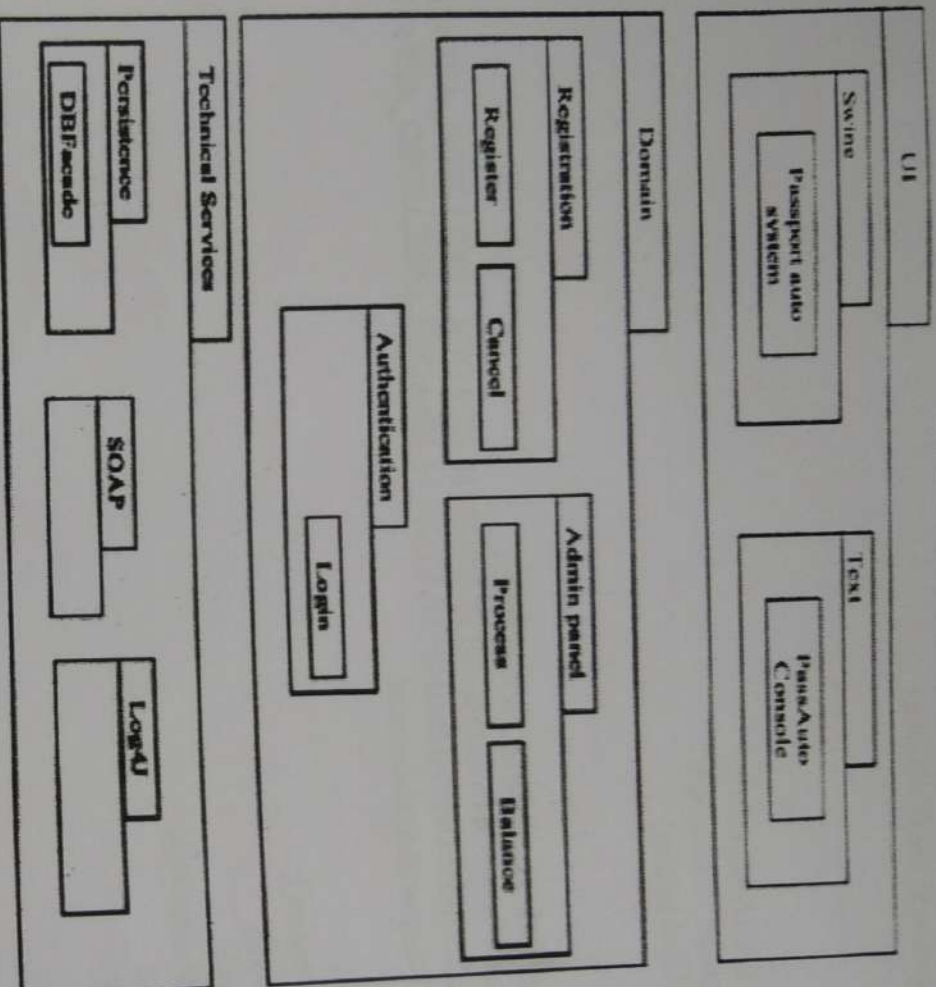 UI
Swine
Passport auto
system
Text
PassAuto
Console
Domain
Registration
Register
Cancel
Admin panel
Process
Balance
Authentication
Login
Technical Services
Persistence
DBFacade
SOAP
Log4J